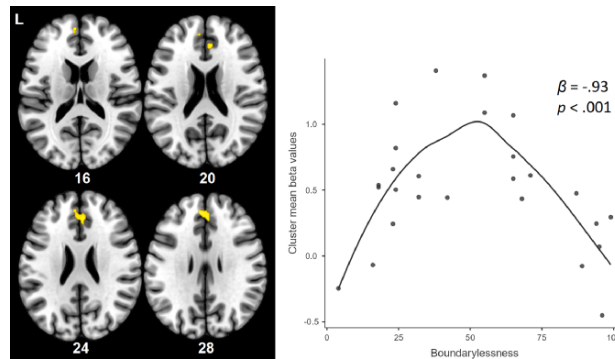 L
16
20
24
28
β = -.93
p < .001
Cluster mean beta values
1.0
0.5
0.0
-0.5
0
25
50
75
100
Boundarylessness